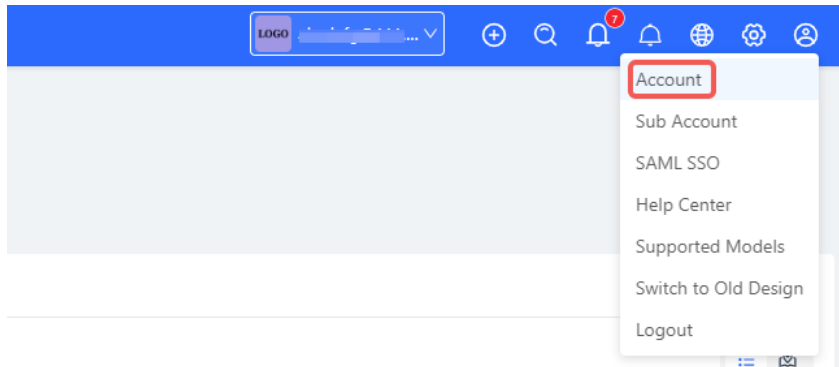 LOGO ...
7
Account
Sub Account
SAML SSO
Help Center
Supported Models
Switch to Old Design
Logout